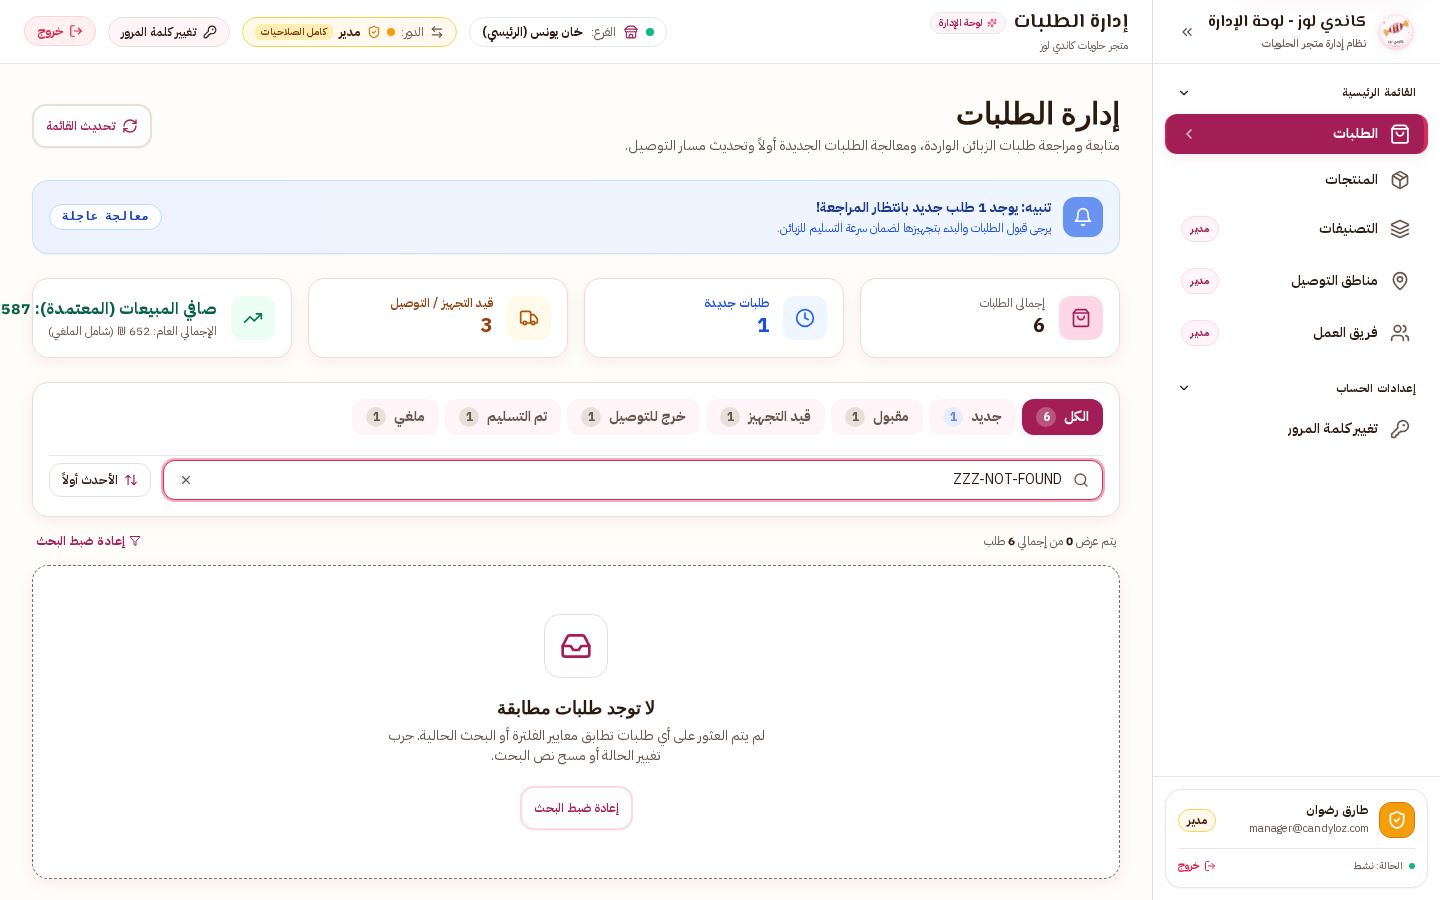 كاندي لوز - لوحة الإدارة
نظام إدارة متجر الحلويات
القائمة الرئيسية
الطلبات
المنتجات
التصنيفات
مدير
مناطق التوصيل
مدير
فريق العمل
مدير
إعدادات الحساب
تغيير كلمة المرور
طارق رضوان
manager@candyloz.com
مدير
الحالة: نشط
خروج
إدارة الطلبات
لوحة الإدارة
متجر حلويات كاندي لوز
الفرع: خان يونس (الرئيسي)
الدور: مدير كامل الصلاحيات
تغيير كلمة المرور
خروج
إدارة الطلبات
متابعة ومراجعة طلبات الزبائن الواردة، ومعالجة الطلبات الجديدة أولاً وتحديث مسار التوصيل.
تحديث القائمة
تنبيه: يوجد 1 طلب جديد بانتظار المراجعة!
يرجى قبول الطلبات والبدء بتجهيزها لضمان سرعة التسليم للزبائن.
معالجة عاجلة
إجمالي الطلبات
6
طلبات جديدة
1
قيد التجهيز / التوصيل
3
صافي المبيعات (المعتمدة): 587
الإجمالي العام: 652 ₪ (شامل الملغي)
الكل 6
جديد 1
مقبول 1
قيد التجهيز 1
خرج للتوصيل 1
تم التسليم 1
ملغي 1
ZZZ-NOT-FOUND
الأحدث أولاً
يتم عرض 0 من إجمالي 6 طلب
إعادة ضبط البحث
لا توجد طلبات مطابقة
لم يتم العثور على أي طلبات تطابق معايير الفلترة أو البحث الحالية. جرب
تغيير الحالة أو مسح نص البحث.
إعادة ضبط البحث